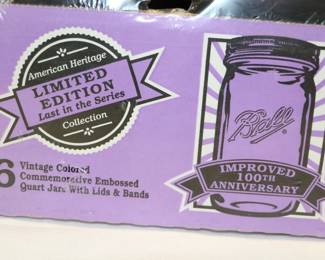 American Heritage
LIMITED
EDITION
Last in the Series
Collection
6 Vintage Colored
Commemorative Embossed
Quart Jars With Lids & Bands
Ball
IMPROVED
100TH
ANNIVERSARY